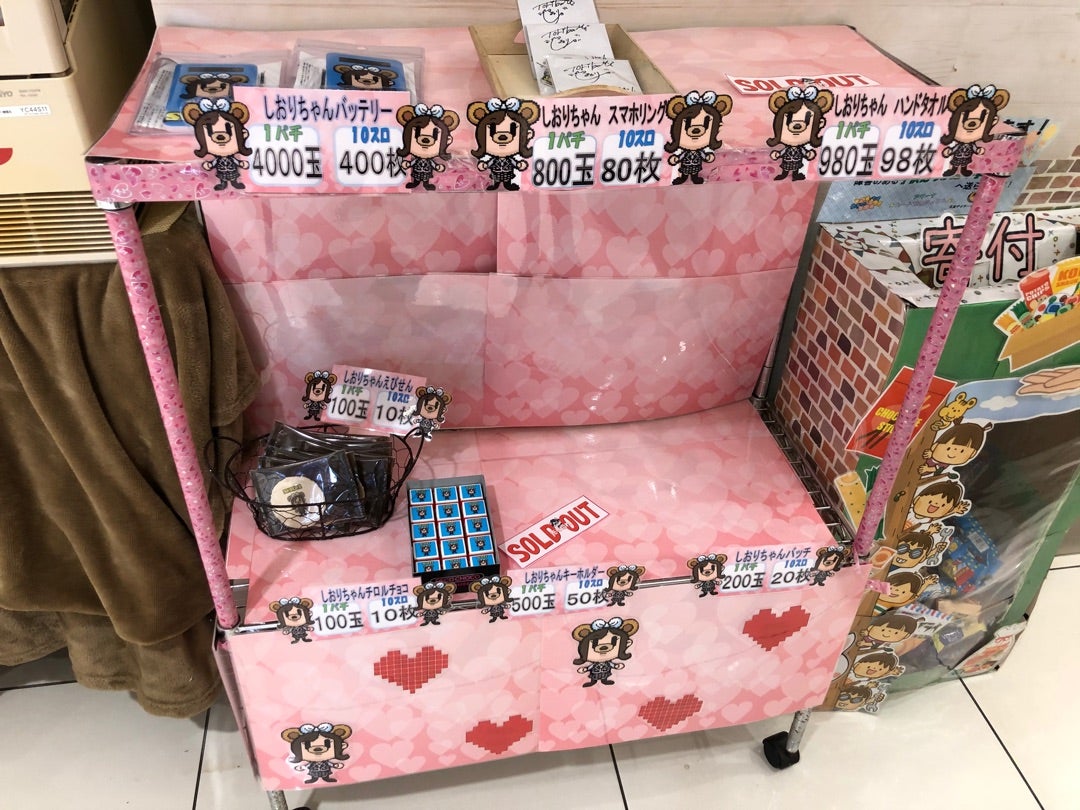 しおりちゃんバッテリー
1パチ 10スロ
4000玉 400枚
しおりちゃん スマホリング
1パチ 10スロ
800玉 80枚
SOLD OUT
しおりちゃん ハンドタオル
1パチ 10スロ
980玉 98枚
YC44S11
寄付
へ送ら
POTATO CHIPS
しおりちゃんえびせん
1パチ 10スロ
100玉 10枚
SOLD OUT
しおりちゃんチロルチョコ
1パチ 10スロ
100玉 10枚
しおりちゃんキーホルダー
1パチ 10スロ
500玉 50枚
しおりちゃんバッチ
1パチ 10スロ
200玉 20枚